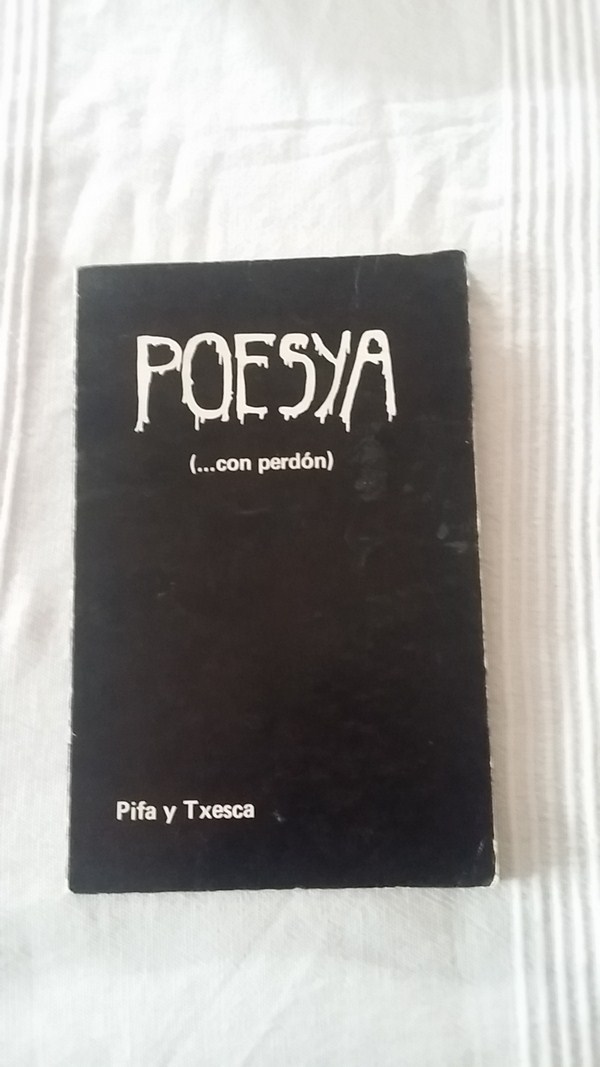 POESYA
(...con perdón)
Pifa y Txesca